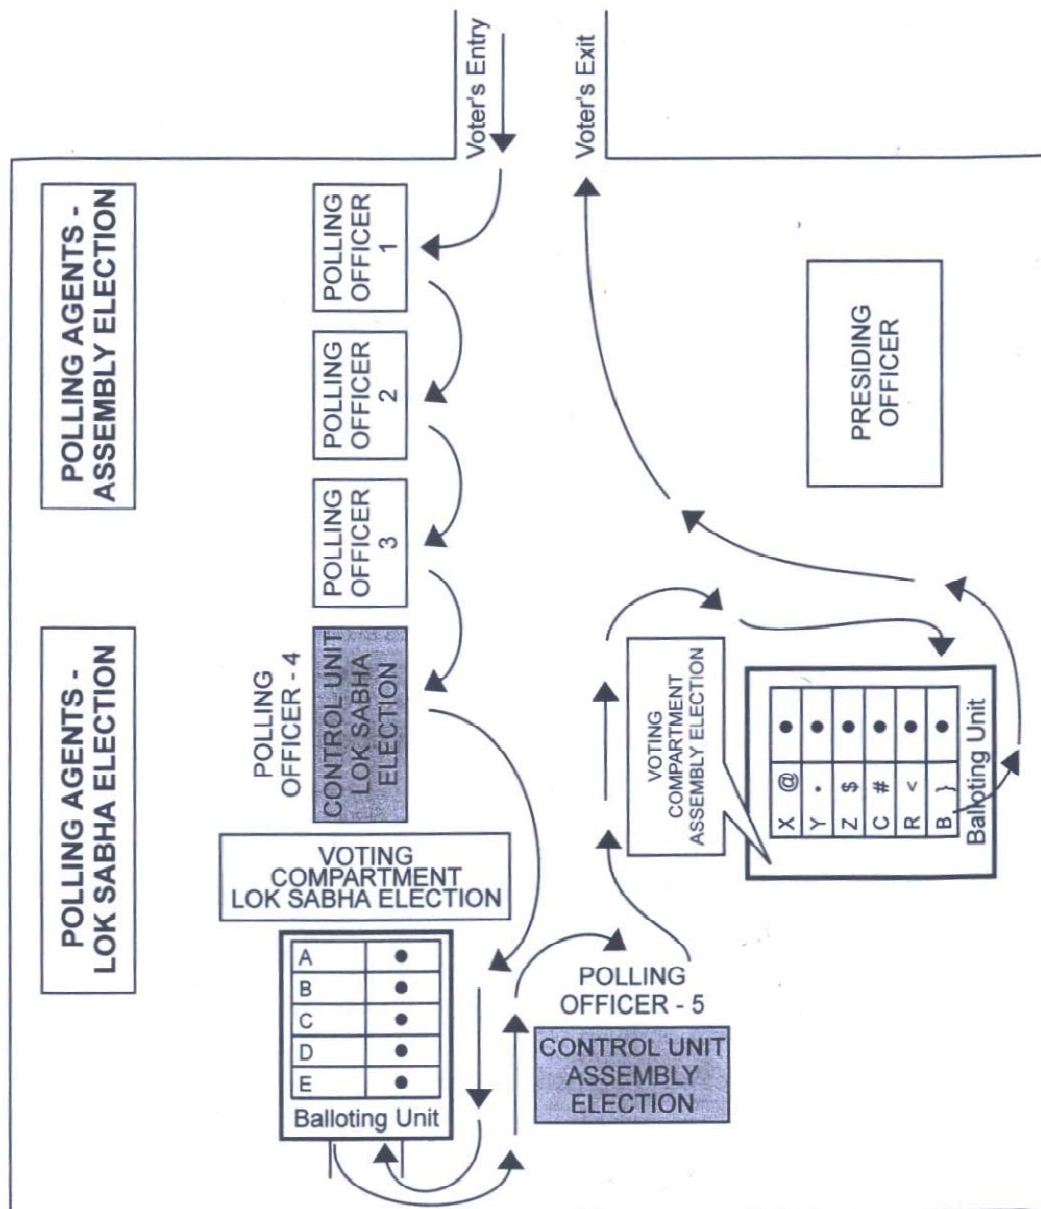 Voter's Entry
Voter's Exit
POLLING AGENTS -
ASSEMBLY ELECTION
POLLING
OFFICER
1
POLLING
OFFICER
2
POLLING
OFFICER
3
PRESIDING
OFFICER
POLLING AGENTS -
LOK SABHA ELECTION
POLLING
OFFICER - 4
CONTROL UNIT
LOK SABHA
ELECTION
VOTING
COMPARTMENT
LOK SABHA ELECTION
A
B
C
D
E
Balloting Unit
POLLING
OFFICER - 5
CONTROL UNIT
ASSEMBLY
ELECTION
VOTING
COMPARTMENT
ASSEMBLY ELECTION
X @
Y •
Z $
C #
R <
B }
Balloting Unit